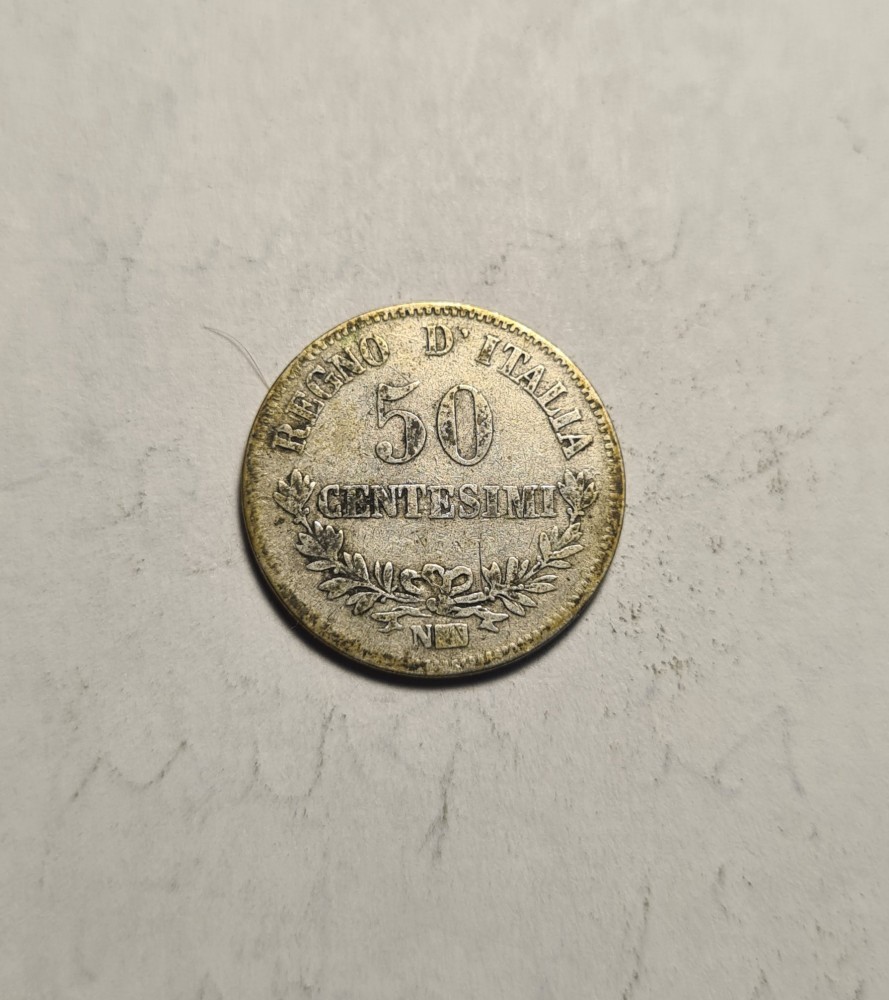 REGNO D'ITALIA
50
CENTESIMI
N